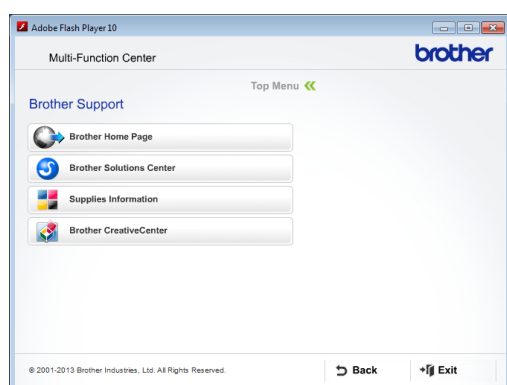 Adobe Flash Player 10
Multi-Function Center
brother
Top Menu
Brother Support
Brother Home Page
Brother Solutions Center
Supplies Information
Brother CreativeCenter
© 2001-2013 Brother Industries, Ltd. All Rights Reserved.
Back
Exit